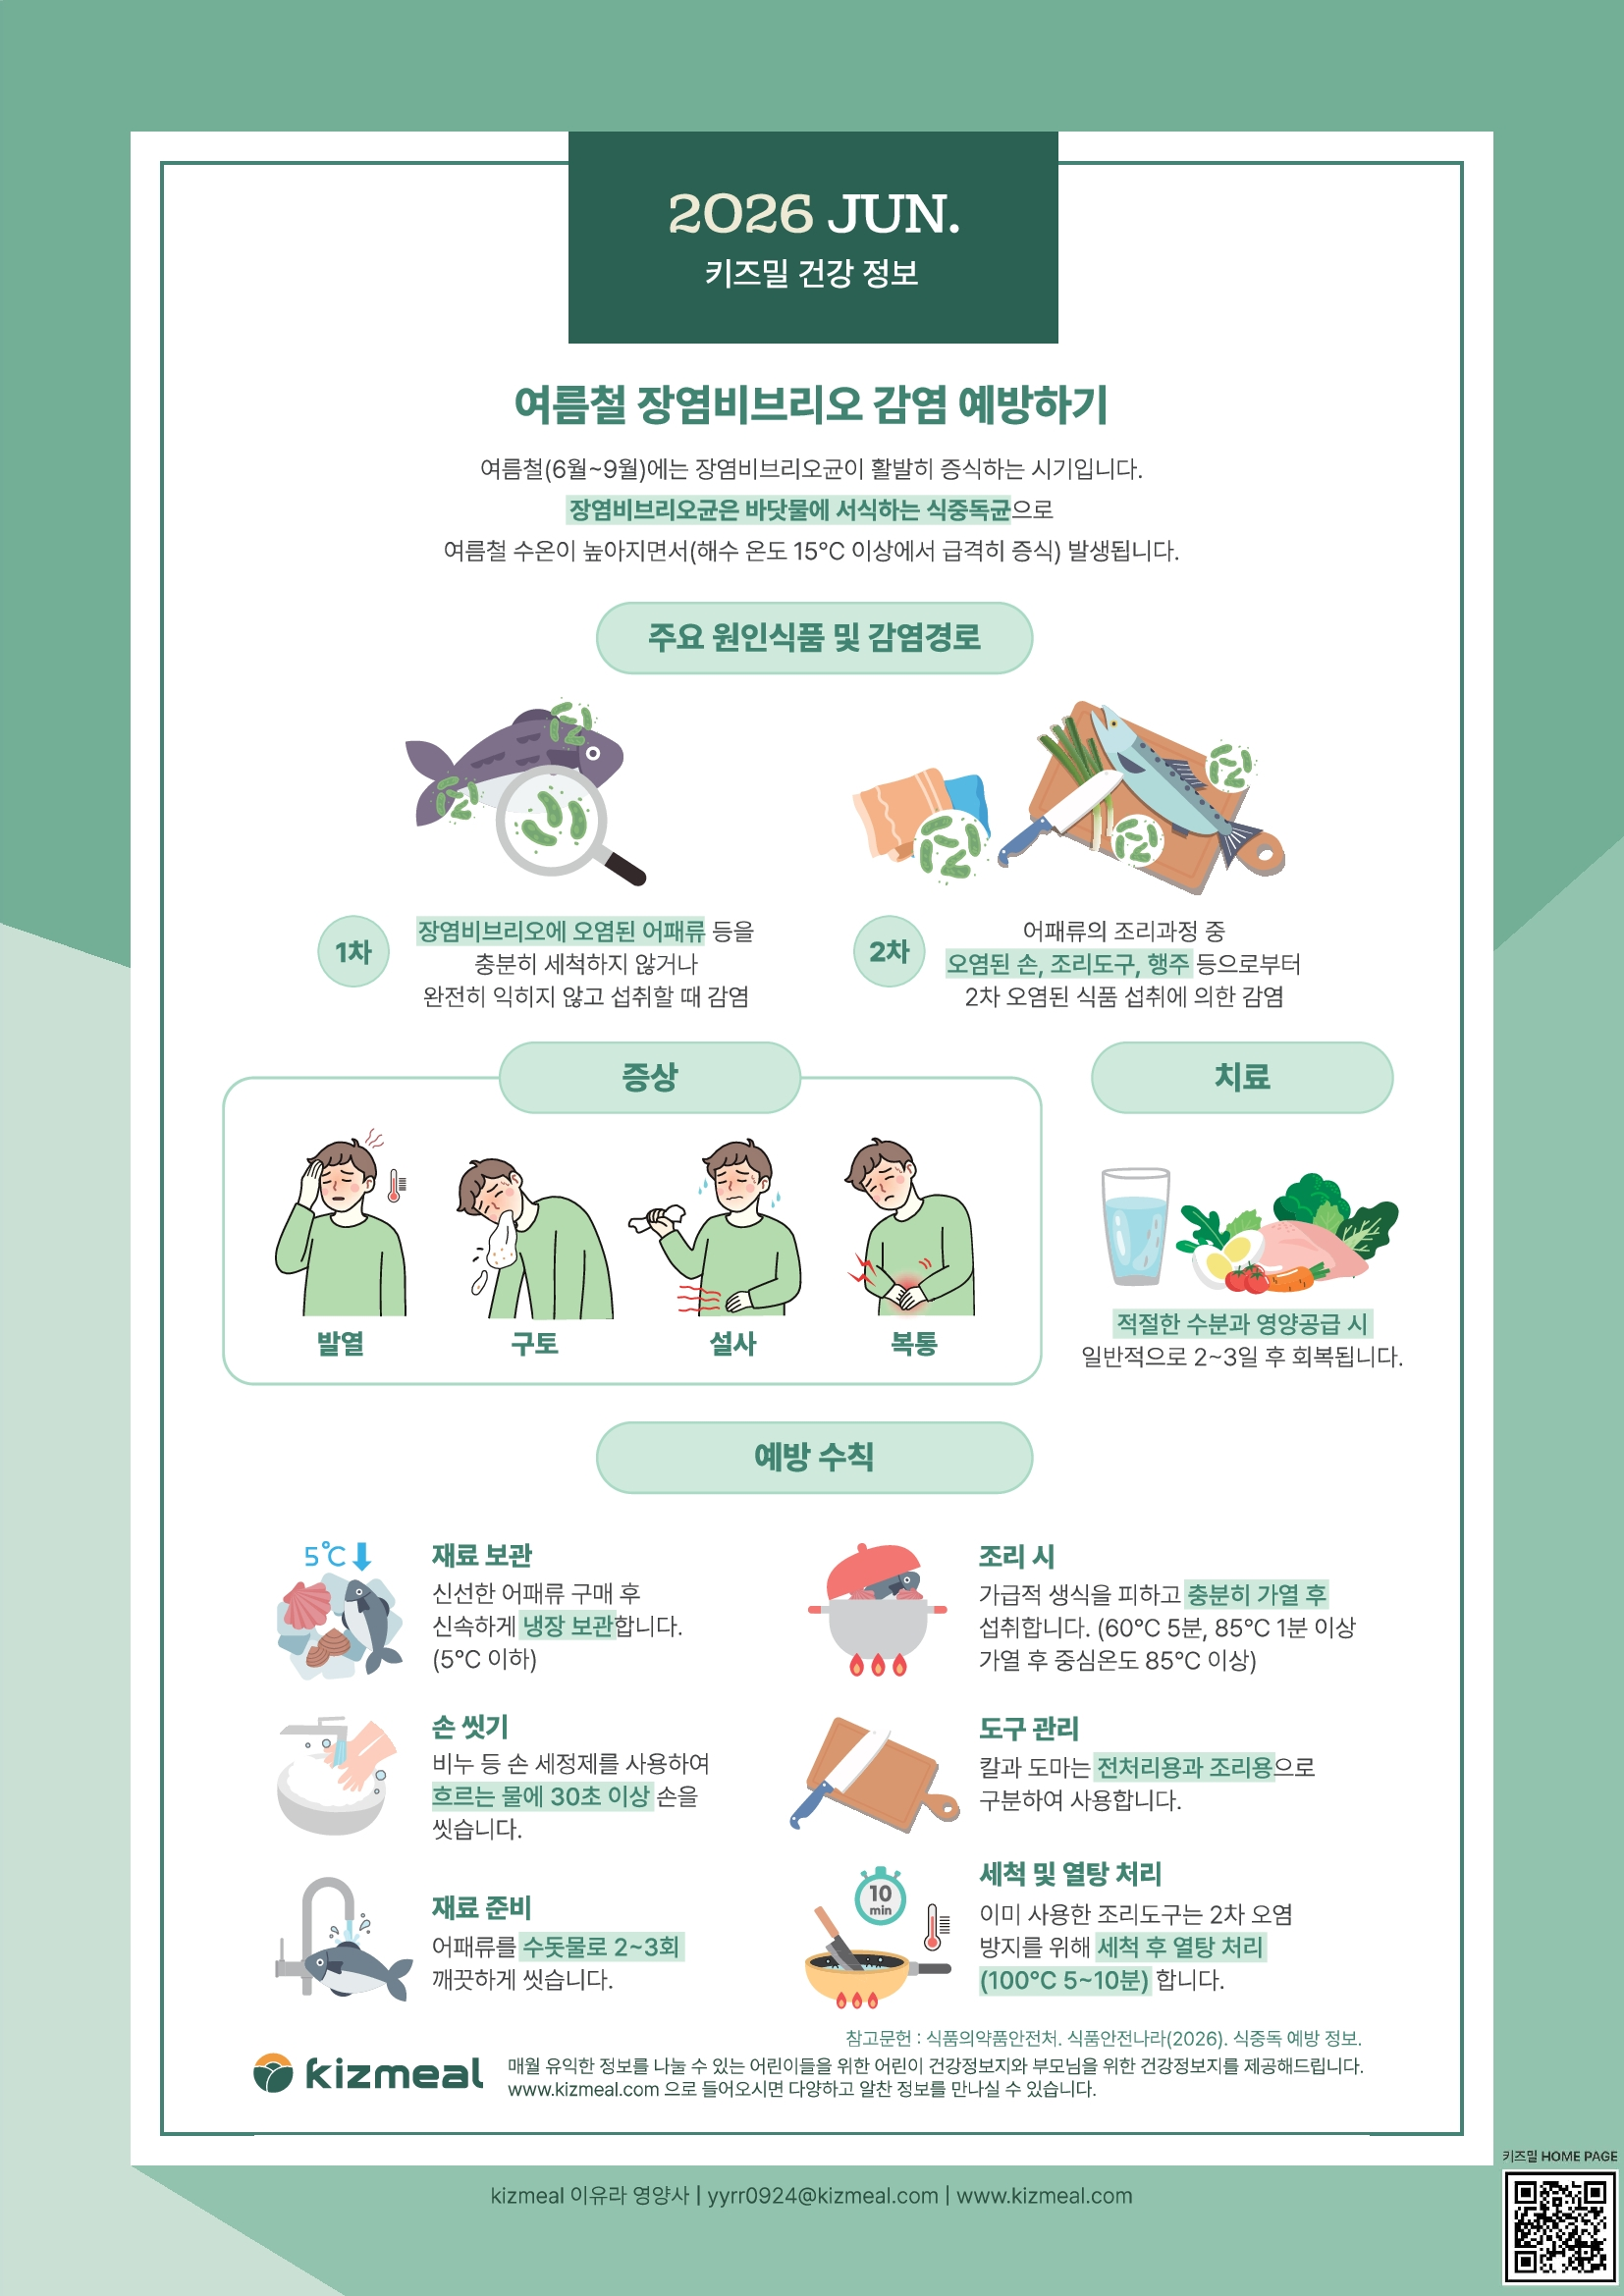 2026 JUN.
키즈밀 건강 정보
여름철 장염비브리오 감염 예방하기
여름철(6월~9월)에는 장염비브리오균이 활발히 증식하는 시기입니다.
장염비브리오균은 바닷물에 서식하는 식중독균으로
여름철 수온이 높아지면서(해수 온도 15°C 이상에서 급격히 증식) 발생됩니다.
주요 원인식품 및 감염경로
1차
장염비브리오에 오염된 어패류 등을
충분히 세척하지 않거나
완전히 익히지 않고 섭취할 때 감염
2차
어패류의 조리과정 중
오염된 손, 조리도구, 행주 등으로부터
2차 오염된 식품 섭취에 의한 감염
증상
발열
구토
설사
복통
치료
적절한 수분과 영양공급 시
일반적으로 2~3일 후 회복됩니다.
예방 수칙
5℃
재료 보관
신선한 어패류 구매 후
신속하게 냉장 보관합니다.
(5°C 이하)
조리 시
가급적 생식을 피하고 충분히 가열 후
섭취합니다. (60°C 5분, 85°C 1분 이상
가열 후 중심온도 85°C 이상)
손 씻기
비누 등 손 세정제를 사용하여
흐르는 물에 30초 이상 손을
씻습니다.
도구 관리
칼과 도마는 전처리용과 조리용으로
구분하여 사용합니다.
재료 준비
어패류를 수돗물로 2~3회
깨끗하게 씻습니다.
10
min
세척 및 열탕 처리
이미 사용한 조리도구는 2차 오염
방지를 위해 세척 후 열탕 처리
(100°C 5~10분) 합니다.
참고문헌 : 식품의약품안전처. 식품안전나라(2026). 식중독 예방 정보.
kizmeal
매월 유익한 정보를 나눌 수 있는 어린이들을 위한 어린이 건강정보지와 부모님을 위한 건강정보지를 제공해드립니다.
www.kizmeal.com 으로 들어오시면 다양하고 알찬 정보를 만나실 수 있습니다.
키즈밀 HOME PAGE
kizmeal 이유라 영양사 | yyrr0924@kizmeal.com | www.kizmeal.com